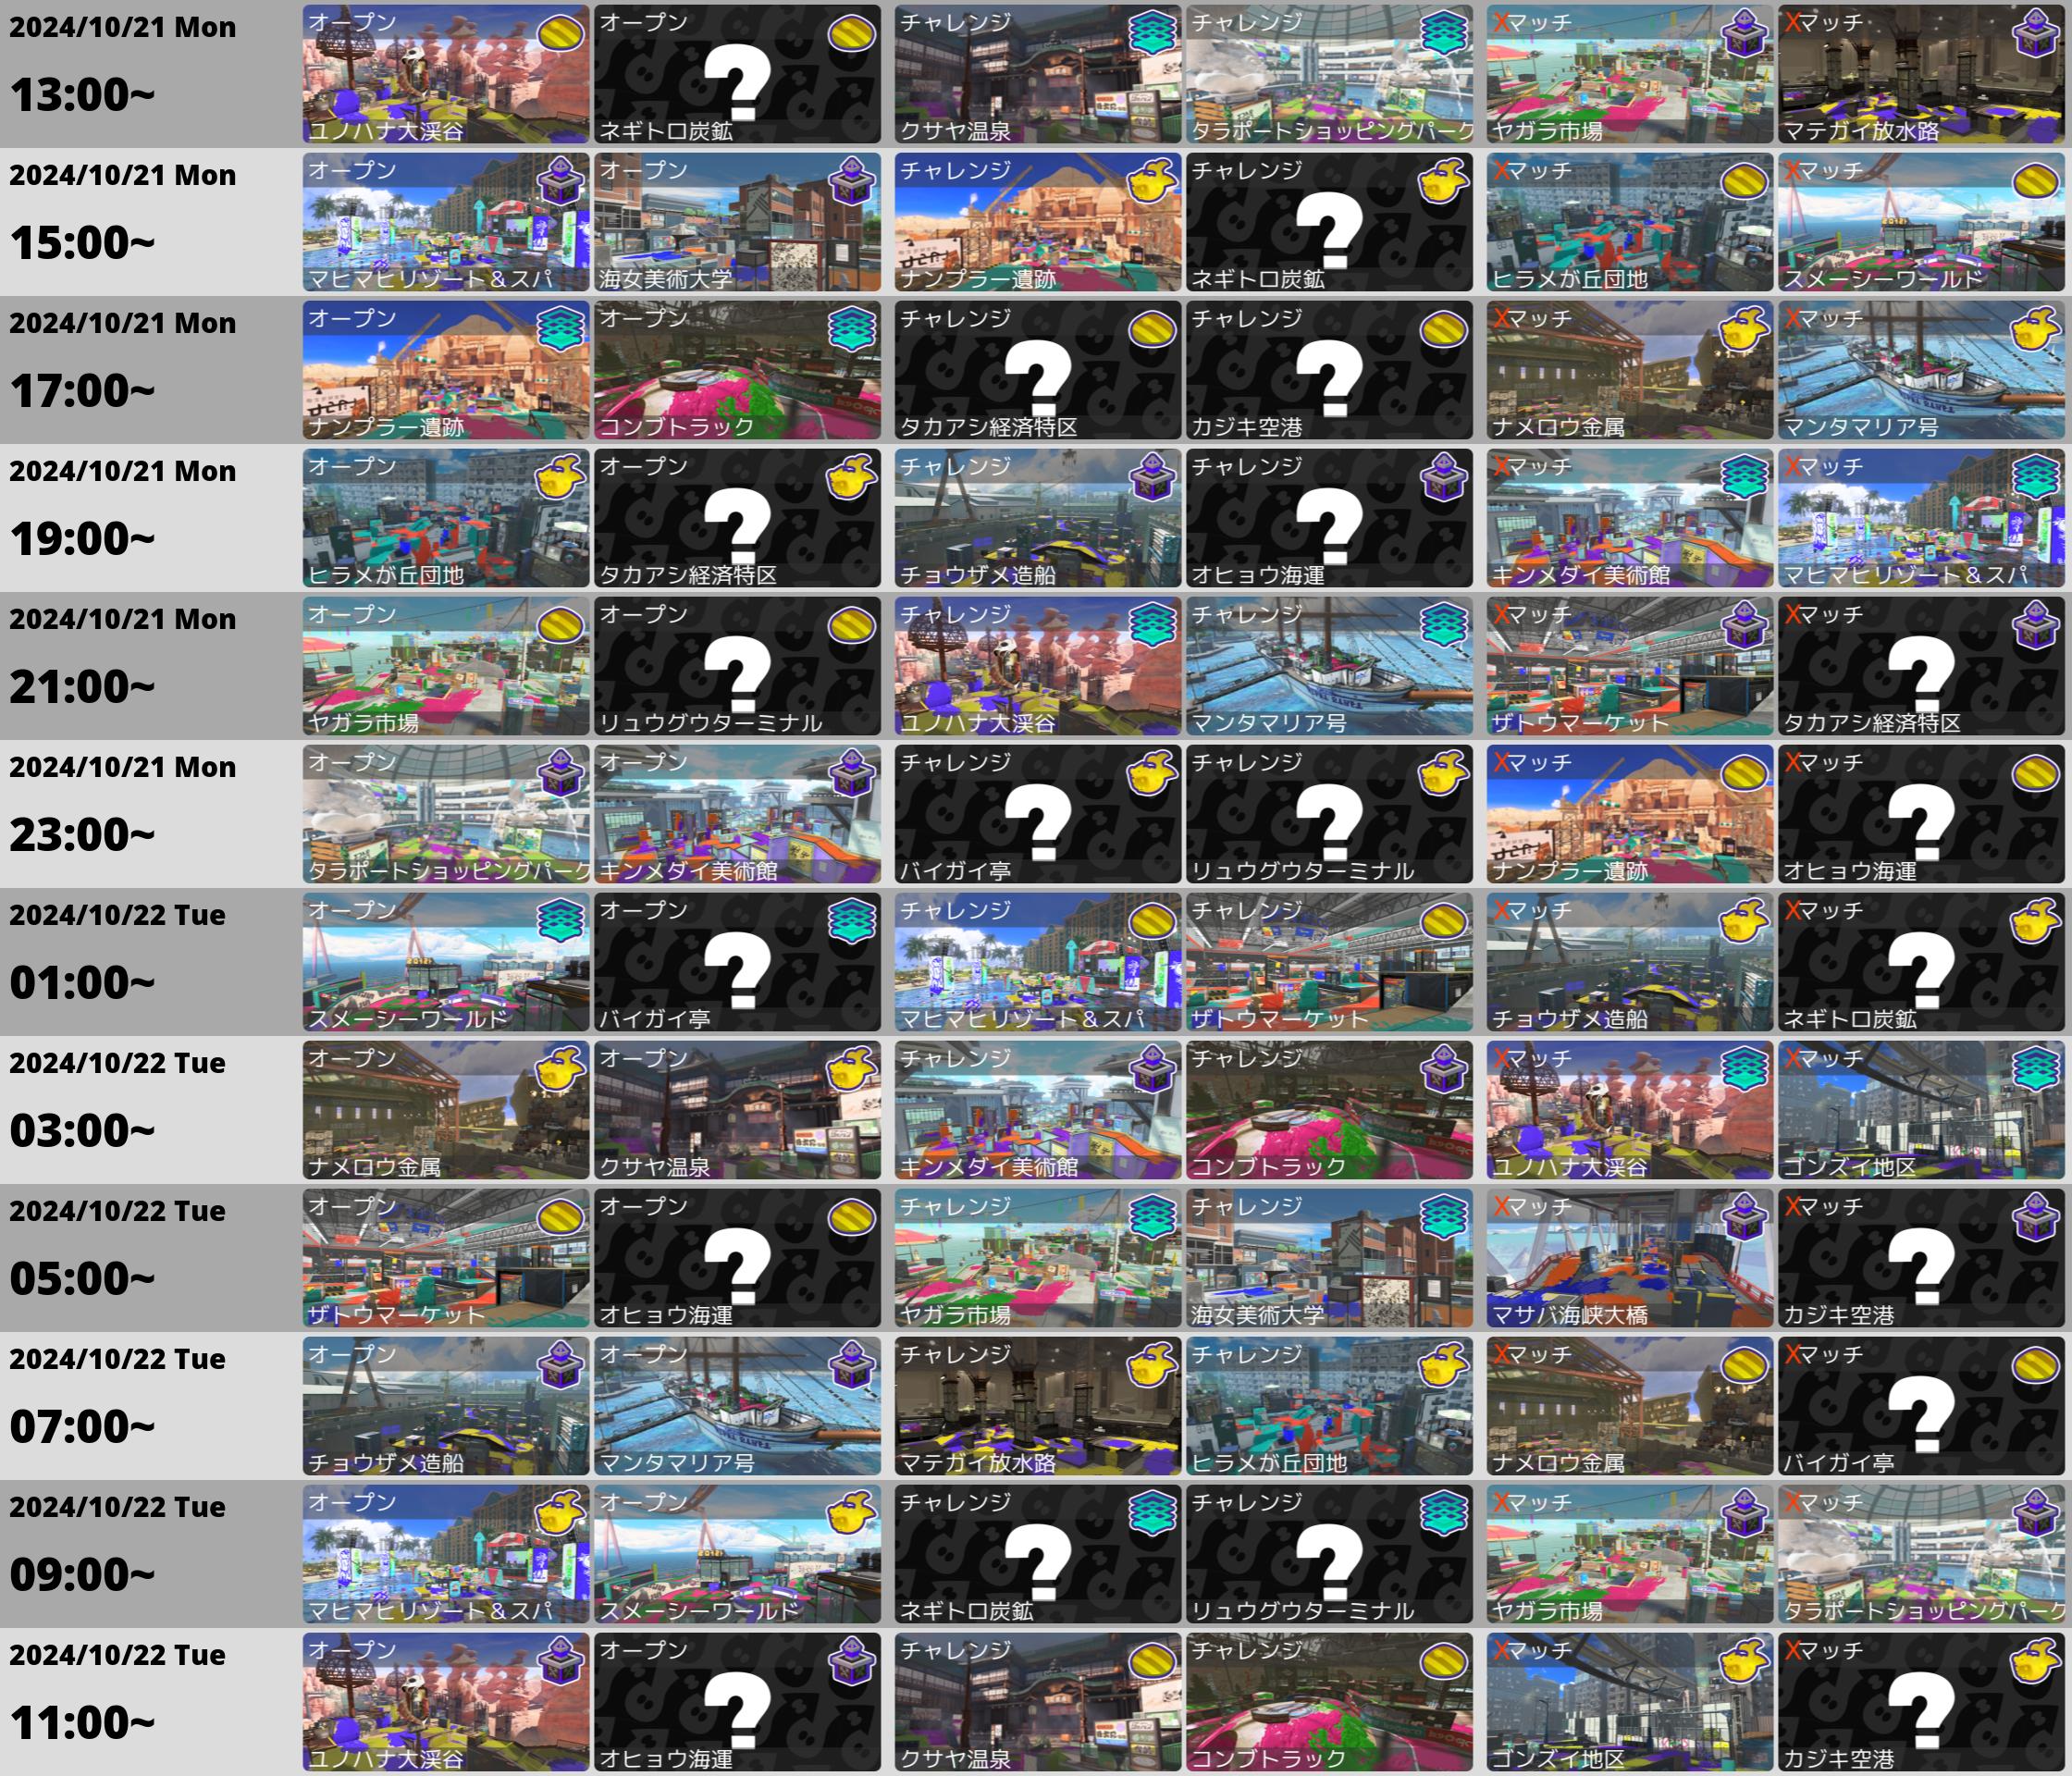 2024/10/21 Mon
13:00~
オープン
ユノハナ大渓谷
オープン
ネギトロ炭鉱
チャレンジ
クサヤ温泉
チャレンジ
タラポートショッピングパーク
Xマッチ
ヤガラ市場
Xマッチ
マテガイ放水路
2024/10/21 Mon
15:00~
オープン
マヒマヒリゾート＆スパ
オープン
海女美術大学
チャレンジ
ナンプラー遺跡
チャレンジ
ネギトロ炭鉱
Xマッチ
ヒラメが丘団地
Xマッチ
スメーシーワールド
2024/10/21 Mon
17:00~
オープン
ナンプラー遺跡
オープン
コンブトラック
チャレンジ
タカアシ経済特区
チャレンジ
カジキ空港
Xマッチ
ナメロウ金属
Xマッチ
マンタマリア号
2024/10/21 Mon
19:00~
オープン
ヒラメが丘団地
オープン
タカアシ経済特区
チャレンジ
チョウザメ造船
チャレンジ
オヒョウ海運
Xマッチ
キンメダイ美術館
Xマッチ
マヒマヒリゾート＆スパ
2024/10/21 Mon
21:00~
オープン
ヤガラ市場
オープン
リュウグウターミナル
チャレンジ
ユノハナ大渓谷
チャレンジ
マンタマリア号
Xマッチ
ザトウマーケット
Xマッチ
タカアシ経済特区
2024/10/21 Mon
23:00~
オープン
タラポートショッピングパーク
オープン
キンメダイ美術館
チャレンジ
バイガイ亭
チャレンジ
リュウグウターミナル
Xマッチ
ナンプラー遺跡
Xマッチ
オヒョウ海運
2024/10/22 Tue
01:00~
オープン
スメーシーワールド
オープン
バイガイ亭
チャレンジ
マヒマヒリゾート＆スパ
チャレンジ
ザトウマーケット
Xマッチ
チョウザメ造船
Xマッチ
ネギトロ炭鉱
2024/10/22 Tue
03:00~
オープン
ナメロウ金属
オープン
クサヤ温泉
チャレンジ
キンメダイ美術館
チャレンジ
コンブトラック
Xマッチ
ユノハナ大渓谷
Xマッチ
ゴンズイ地区
2024/10/22 Tue
05:00~
オープン
ザトウマーケット
オープン
オヒョウ海運
チャレンジ
ヤガラ市場
チャレンジ
海女美術大学
Xマッチ
マサバ海峡大橋
Xマッチ
カジキ空港
2024/10/22 Tue
07:00~
オープン
チョウザメ造船
オープン
マンタマリア号
チャレンジ
マテガイ放水路
チャレンジ
ヒラメが丘団地
Xマッチ
ナメロウ金属
Xマッチ
バイガイ亭
2024/10/22 Tue
09:00~
オープン
マヒマヒリゾート＆スパ
オープン
スメーシーワールド
チャレンジ
ネギトロ炭鉱
チャレンジ
リュウグウターミナル
Xマッチ
ヤガラ市場
Xマッチ
タラポートショッピングパーク
2024/10/22 Tue
11:00~
オープン
ユノハナ大渓谷
オープン
オヒョウ海運
チャレンジ
クサヤ温泉
チャレンジ
コンブトラック
Xマッチ
ゴンズイ地区
Xマッチ
カジキ空港